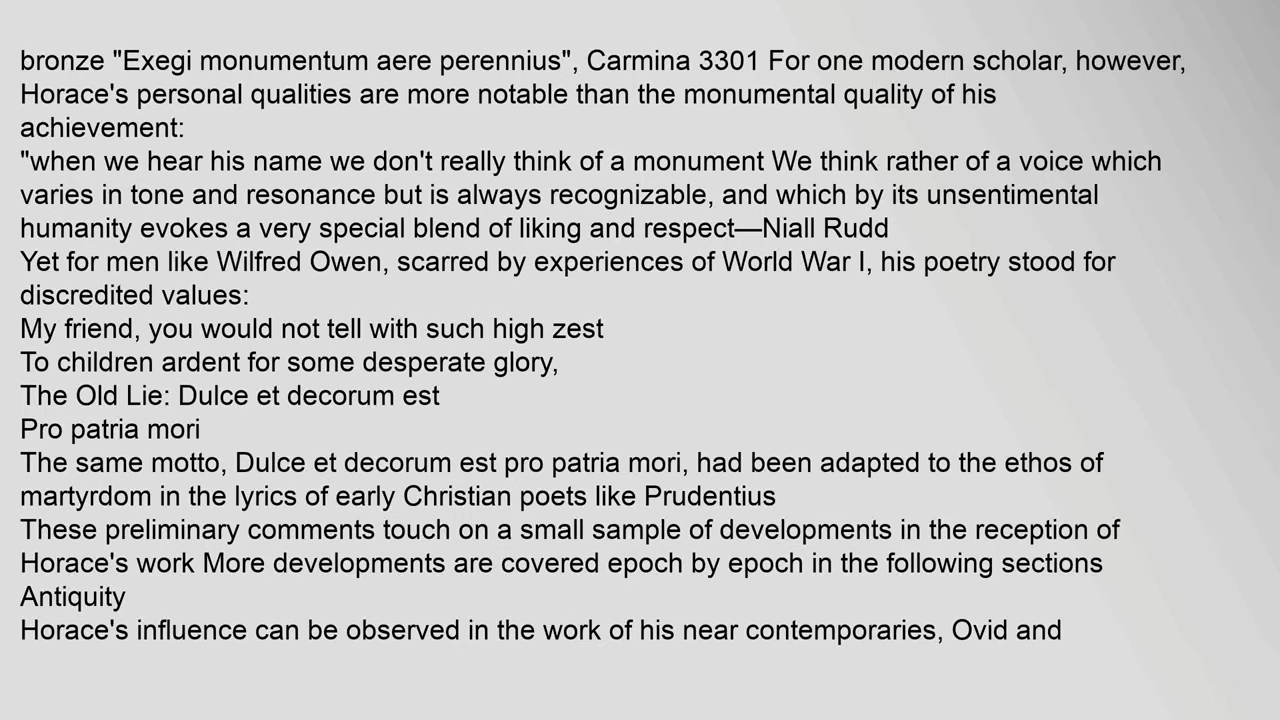 bronze "Exegi monumentum aere perennius", Carmina 3301 For one modern scholar, however,
Horace's personal qualities are more notable than the monumental quality of his
achievement:
"when we hear his name we don't really think of a monument We think rather of a voice which
varies in tone and resonance but is always recognizable, and which by its unsentimental
humanity evokes a very special blend of liking and respect—Niall Rudd
Yet for men like Wilfred Owen, scarred by experiences of World War I, his poetry stood for
discredited values:
My friend, you would not tell with such high zest
To children ardent for some desperate glory,
The Old Lie: Dulce et decorum est
Pro patria mori
The same motto, Dulce et decorum est pro patria mori, had been adapted to the ethos of
martyrdom in the lyrics of early Christian poets like Prudentius
These preliminary comments touch on a small sample of developments in the reception of
Horace's work More developments are covered epoch by epoch in the following sections
Antiquity
Horace's influence can be observed in the work of his near contemporaries, Ovid and